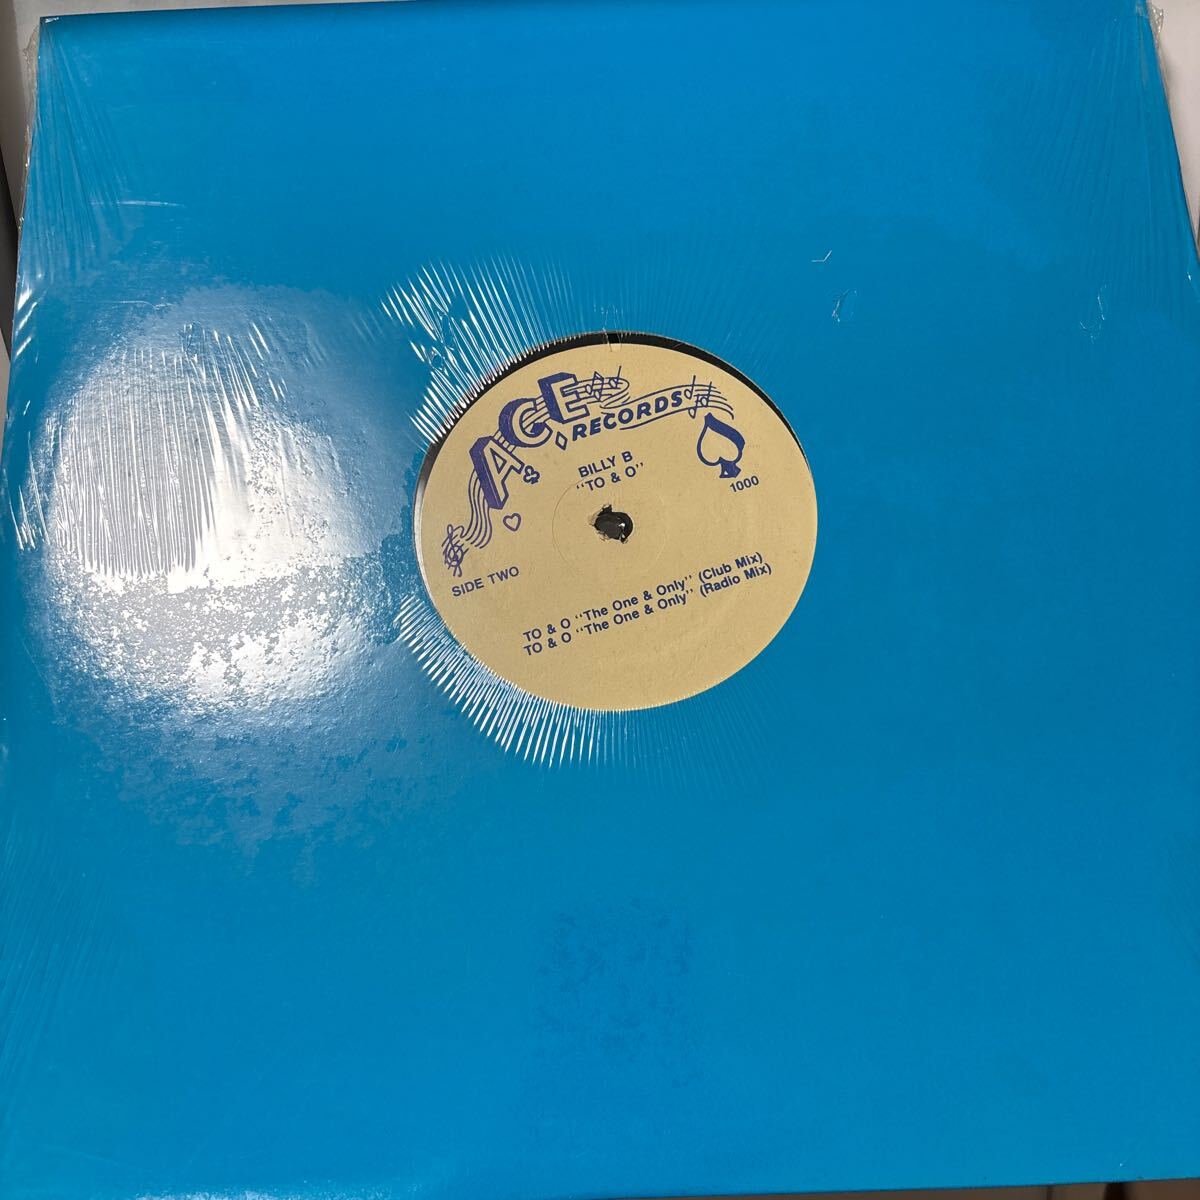 ACE
RECORDS
BILLY B
"TO & O"
1000
SIDE TWO
TO & O "The One & Only" (Club Mix)
TO & O "The One & Only" (Radio Mix)